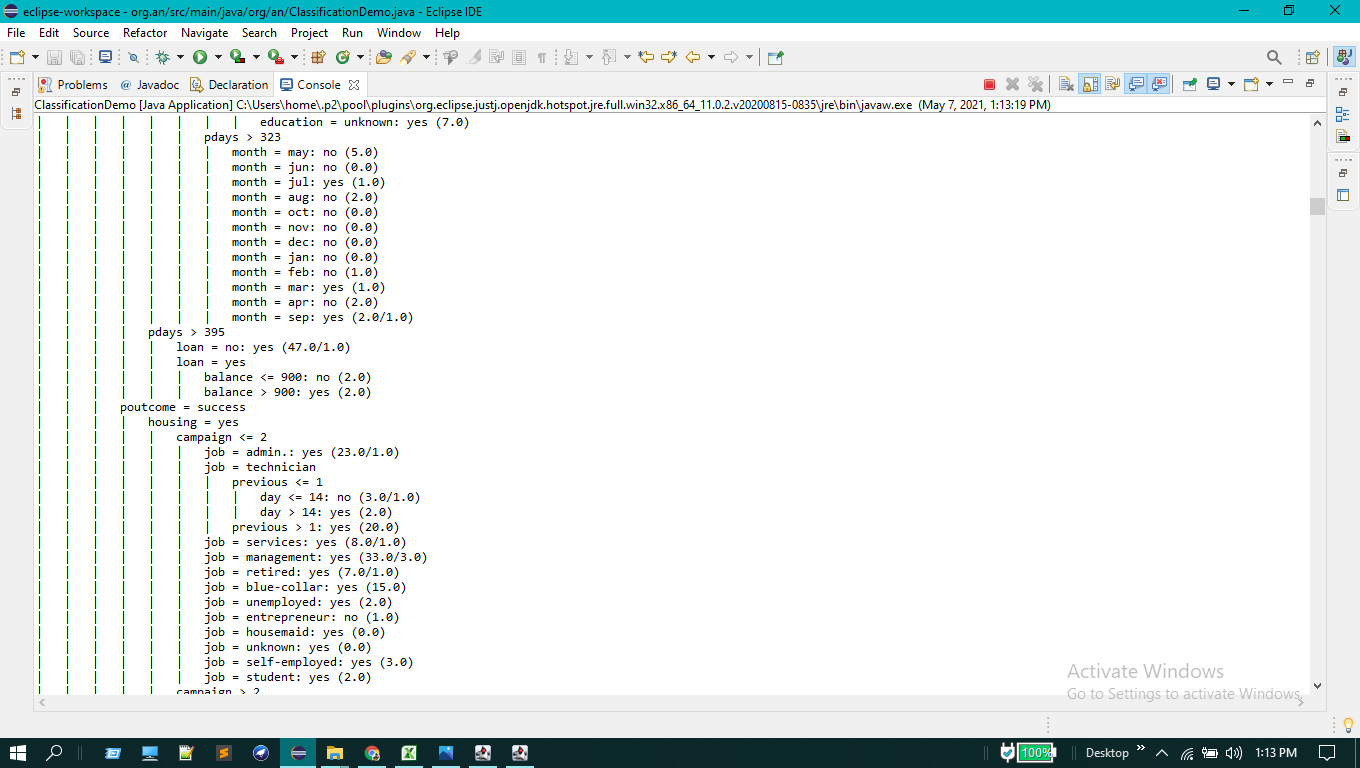 eclipse-workspace - org.an/src/main/java/org/an/ClassificationDemo.java - Eclipse IDE
File Edit Source Refactor Navigate Search Project Run Window Help
Problems @ Javadoc Declaration Console
ClassificationDemo [Java Application] C:\Users\home\.p2\pool\plugins\org.eclipse.justj.openjdk.hotspot.jre.full.win32.x86_64_11.0.2.v20200815-0835\jre\bin\javaw.exe (May 7, 2021, 1:13:19 PM)
| | | | | | | | education = unknown: yes (7.0)
| | | | | | pdays > 323
| | | | | | | month = may: no (5.0)
| | | | | | | month = jun: no (0.0)
| | | | | | | month = jul: yes (1.0)
| | | | | | | month = aug: no (2.0)
| | | | | | | month = oct: no (0.0)
| | | | | | | month = nov: no (0.0)
| | | | | | | month = dec: no (0.0)
| | | | | | | month = jan: no (0.0)
| | | | | | | month = feb: no (1.0)
| | | | | | | month = mar: yes (1.0)
| | | | | | | month = apr: no (2.0)
| | | | | | | month = sep: yes (2.0/1.0)
| | | | pdays > 395
| | | | | loan = no: yes (47.0/1.0)
| | | | | loan = yes
| | | | | | balance <= 900: no (2.0)
| | | | | | balance > 900: yes (2.0)
| | | poutcome = success
| | | | housing = yes
| | | | | campaign <= 2
| | | | | | job = admin.: yes (23.0/1.0)
| | | | | | job = technician
| | | | | | | previous <= 1
| | | | | | | | day <= 14: no (3.0/1.0)
| | | | | | | | day > 14: yes (2.0)
| | | | | | | previous > 1: yes (20.0)
| | | | | | job = services: yes (8.0/1.0)
| | | | | | job = management: yes (33.0/3.0)
| | | | | | job = retired: yes (7.0/1.0)
| | | | | | job = blue-collar: yes (15.0)
| | | | | | job = unemployed: yes (2.0)
| | | | | | job = entrepreneur: no (1.0)
| | | | | | job = housemaid: yes (0.0)
| | | | | | job = unknown: yes (0.0)
| | | | | | job = self-employed: yes (3.0)
| | | | | | job = student: yes (2.0)
| | | | | campaign > 2
Activate Windows
Go to Settings to activate Windows.
100% Desktop 1:13 PM